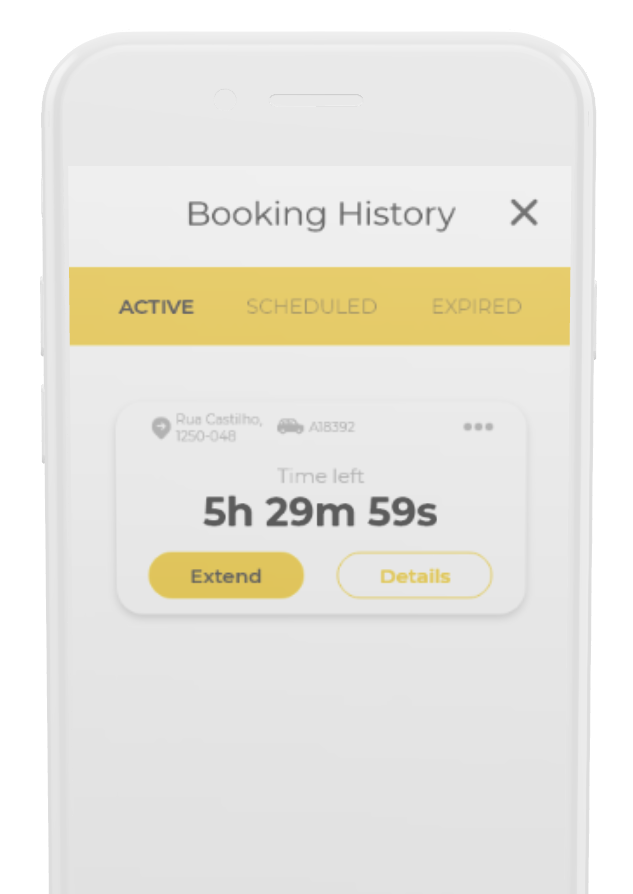 Booking History
ACTIVE SCHEDULED EXPIRED
Rua Castilho,
1250-048
A18392
Time left
5h 29m 59s
Extend Details